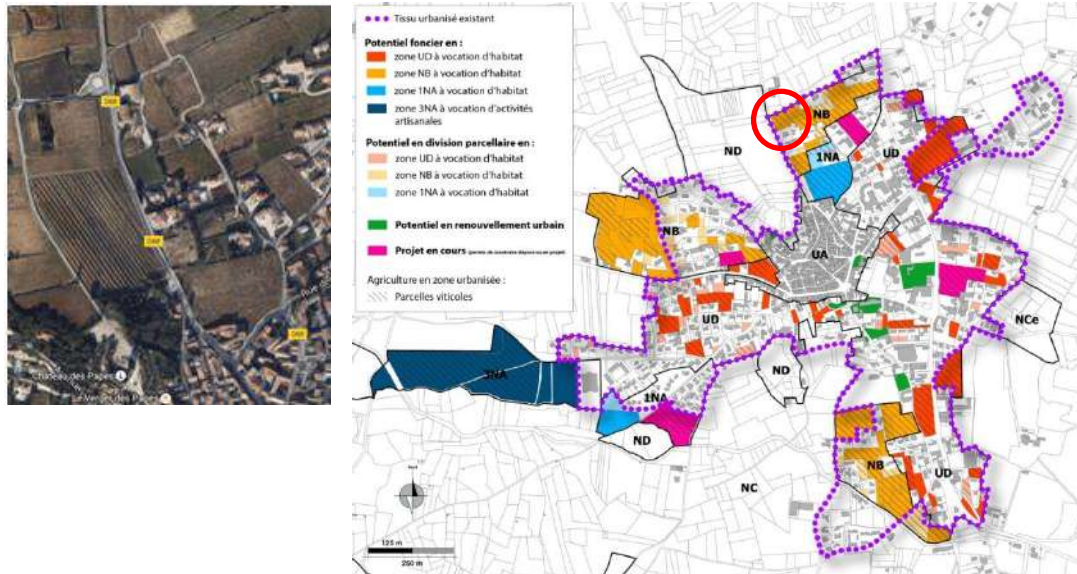 D68
D68
D68
Rue de
Château des Papes
Le Verger des Papes
Tissu urbanisé existant
Potentiel foncier en :
zone UD à vocation d'habitat
zone NB à vocation d'habitat
zone 1NA à vocation d'habitat
zone 3NA à vocation d'activités
artisanales
Potentiel en division parcellaire en :
zone UD à vocation d'habitat
zone NB à vocation d'habitat
zone 1NA à vocation d'habitat
Potentiel en renouvellement urbain
Projet en cours
Agriculture en zone urbanisée :
Parcelles viticoles
NB
ND
1NA
UD
NB
UA
UD
NCe
ND
3NA
1NA
ND
NB
UD
NC
125 m
250 m